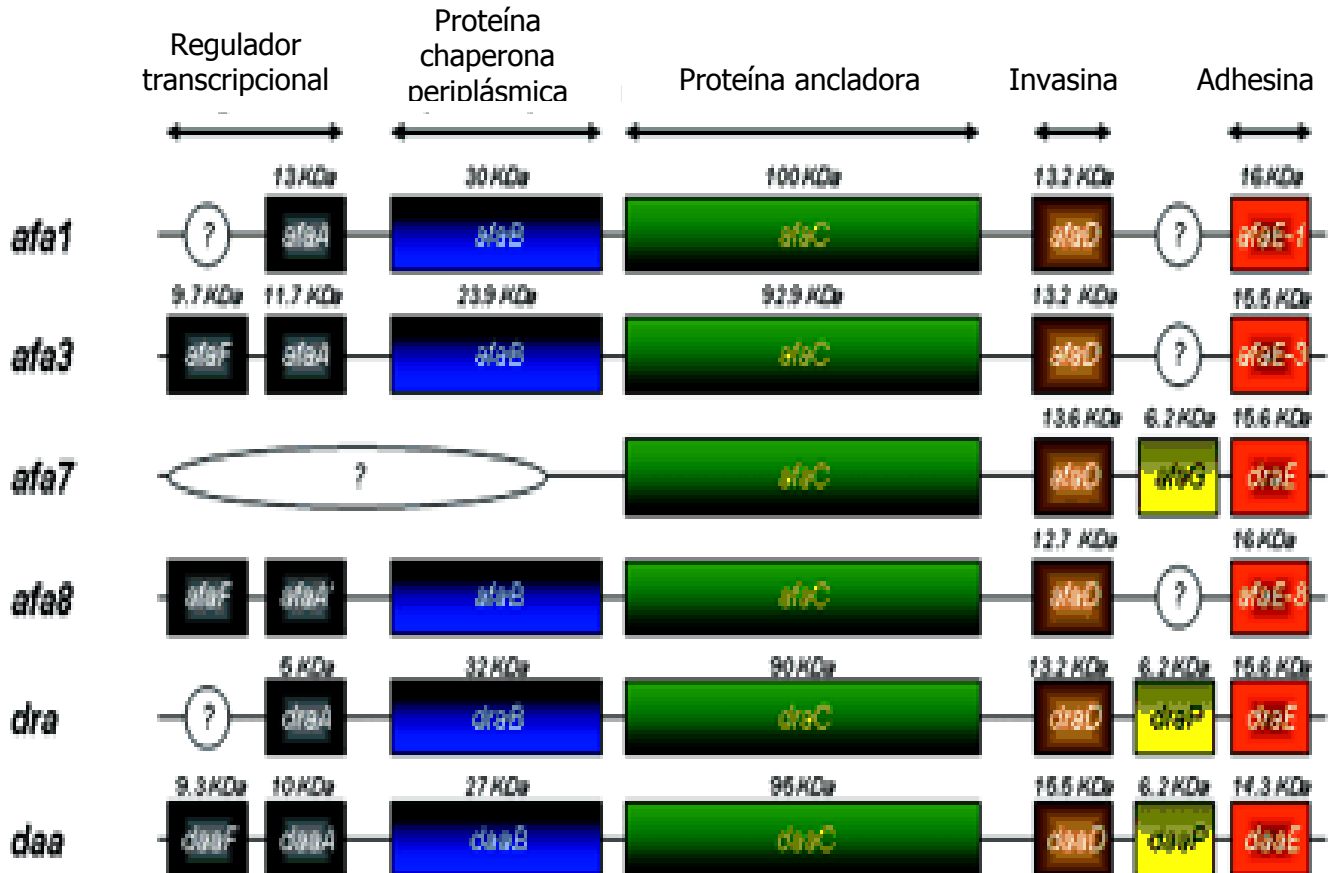 Regulador
transcripcional
Proteína
chaperona
periplásmica
Proteína ancladora
Invasina
Adhesina
13 KDa 30 KDa 100 KDa 13.2 KDa 16 KDa
afa1 ? afaA afaB afaC afaD ? afaE-1
9.7 KDa 11.7 KDa 23.9 KDa 92.9 KDa 13.2 KDa 15.5 KDa
afa3 afaF afaA afaB afaC afaD ? afaE-3
13.6 KDa 6.2 KDa 15.6 KDa
afa7 ? afaC afaD afaG draE
12.7 KDa 16 KDa
afa8 afaF afaA' afaB afaC afaD ? afaE-8
5 KDa 32 KDa 90 KDa 13.2 KDa 6.2 KDa 15.6 KDa
dra ? draA draB draC draD draP draE
9.3 KDa 10 KDa 27 KDa 95 KDa 15.5 KDa 6.2 KDa 14.3 KDa
daa daaF daaA daaB daaC daaD daaP daaE